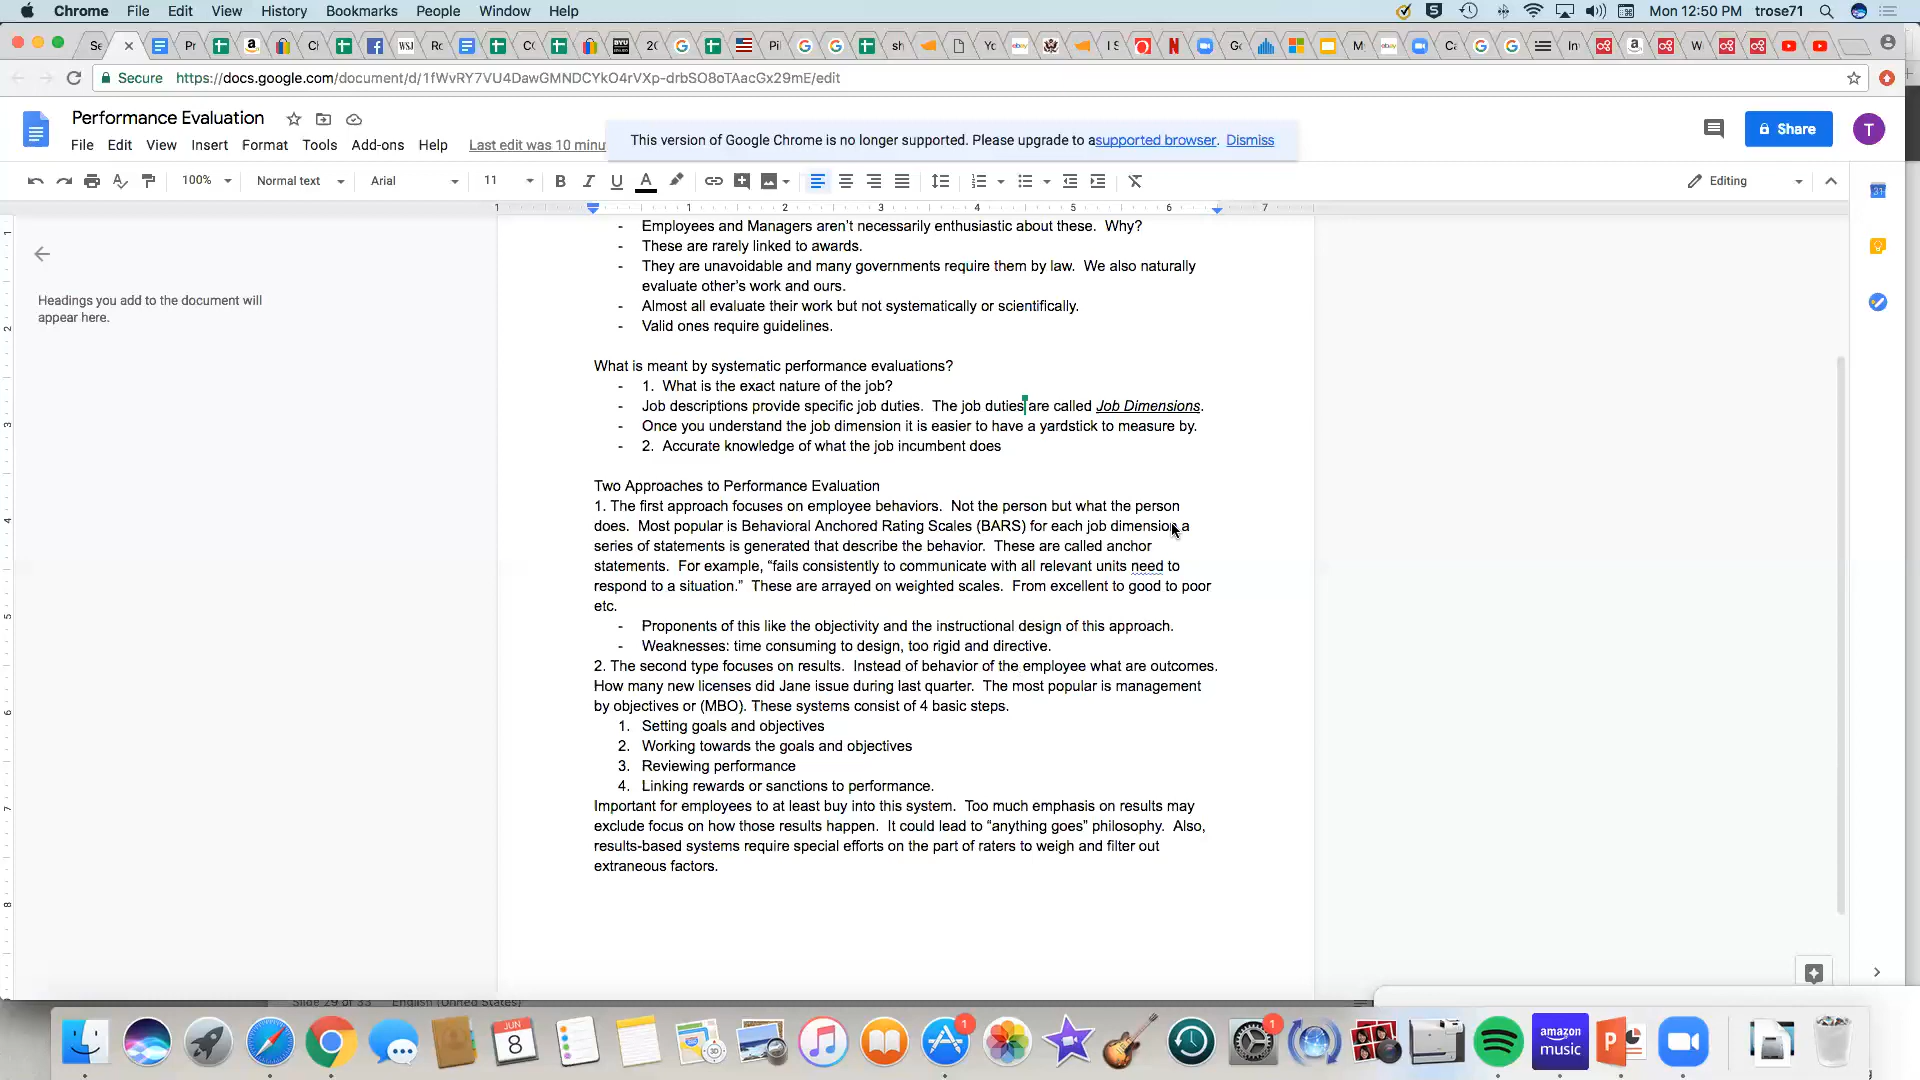 Chrome File Edit View History Bookmarks People Window Help Mon 12:50 PM trose71
Secure https://docs.google.com/document/d/1fWvRY7VU4DawGMNDCYkO4rVXp-drbSO8oTAacGx29mE/edit
Performance Evaluation
File Edit View Insert Format Tools Add-ons Help Last edit was 10 minu
This version of Google Chrome is no longer supported. Please upgrade to a supported browser. Dismiss
Share
T
100% Normal text Arial 11 Editing
Headings you add to the document will
appear here.
- Employees and Managers aren't necessarily enthusiastic about these. Why?
- These are rarely linked to awards.
- They are unavoidable and many governments require them by law. We also naturally
evaluate other's work and ours.
- Almost all evaluate their work but not systematically or scientifically.
- Valid ones require guidelines.
What is meant by systematic performance evaluations?
- 1. What is the exact nature of the job?
- Job descriptions provide specific job duties. The job duties are called Job Dimensions.
- Once you understand the job dimension it is easier to have a yardstick to measure by.
- 2. Accurate knowledge of what the job incumbent does
Two Approaches to Performance Evaluation
1. The first approach focuses on employee behaviors. Not the person but what the person
does. Most popular is Behavioral Anchored Rating Scales (BARS) for each job dimension a
series of statements is generated that describe the behavior. These are called anchor
statements. For example, “fails consistently to communicate with all relevant units need to
respond to a situation.” These are arrayed on weighted scales. From excellent to good to poor
etc.
- Proponents of this like the objectivity and the instructional design of this approach.
- Weaknesses: time consuming to design, too rigid and directive.
2. The second type focuses on results. Instead of behavior of the employee what are outcomes.
How many new licenses did Jane issue during last quarter. The most popular is management
by objectives or (MBO). These systems consist of 4 basic steps.
1. Setting goals and objectives
2. Working towards the goals and objectives
3. Reviewing performance
4. Linking rewards or sanctions to performance.
Important for employees to at least buy into this system. Too much emphasis on results may
exclude focus on how those results happen. It could lead to “anything goes” philosophy. Also,
results-based systems require special efforts on the part of raters to weigh and filter out
extraneous factors.
Slide 29 of 33 English (United States)
JUN
8
1
1
amazon
music